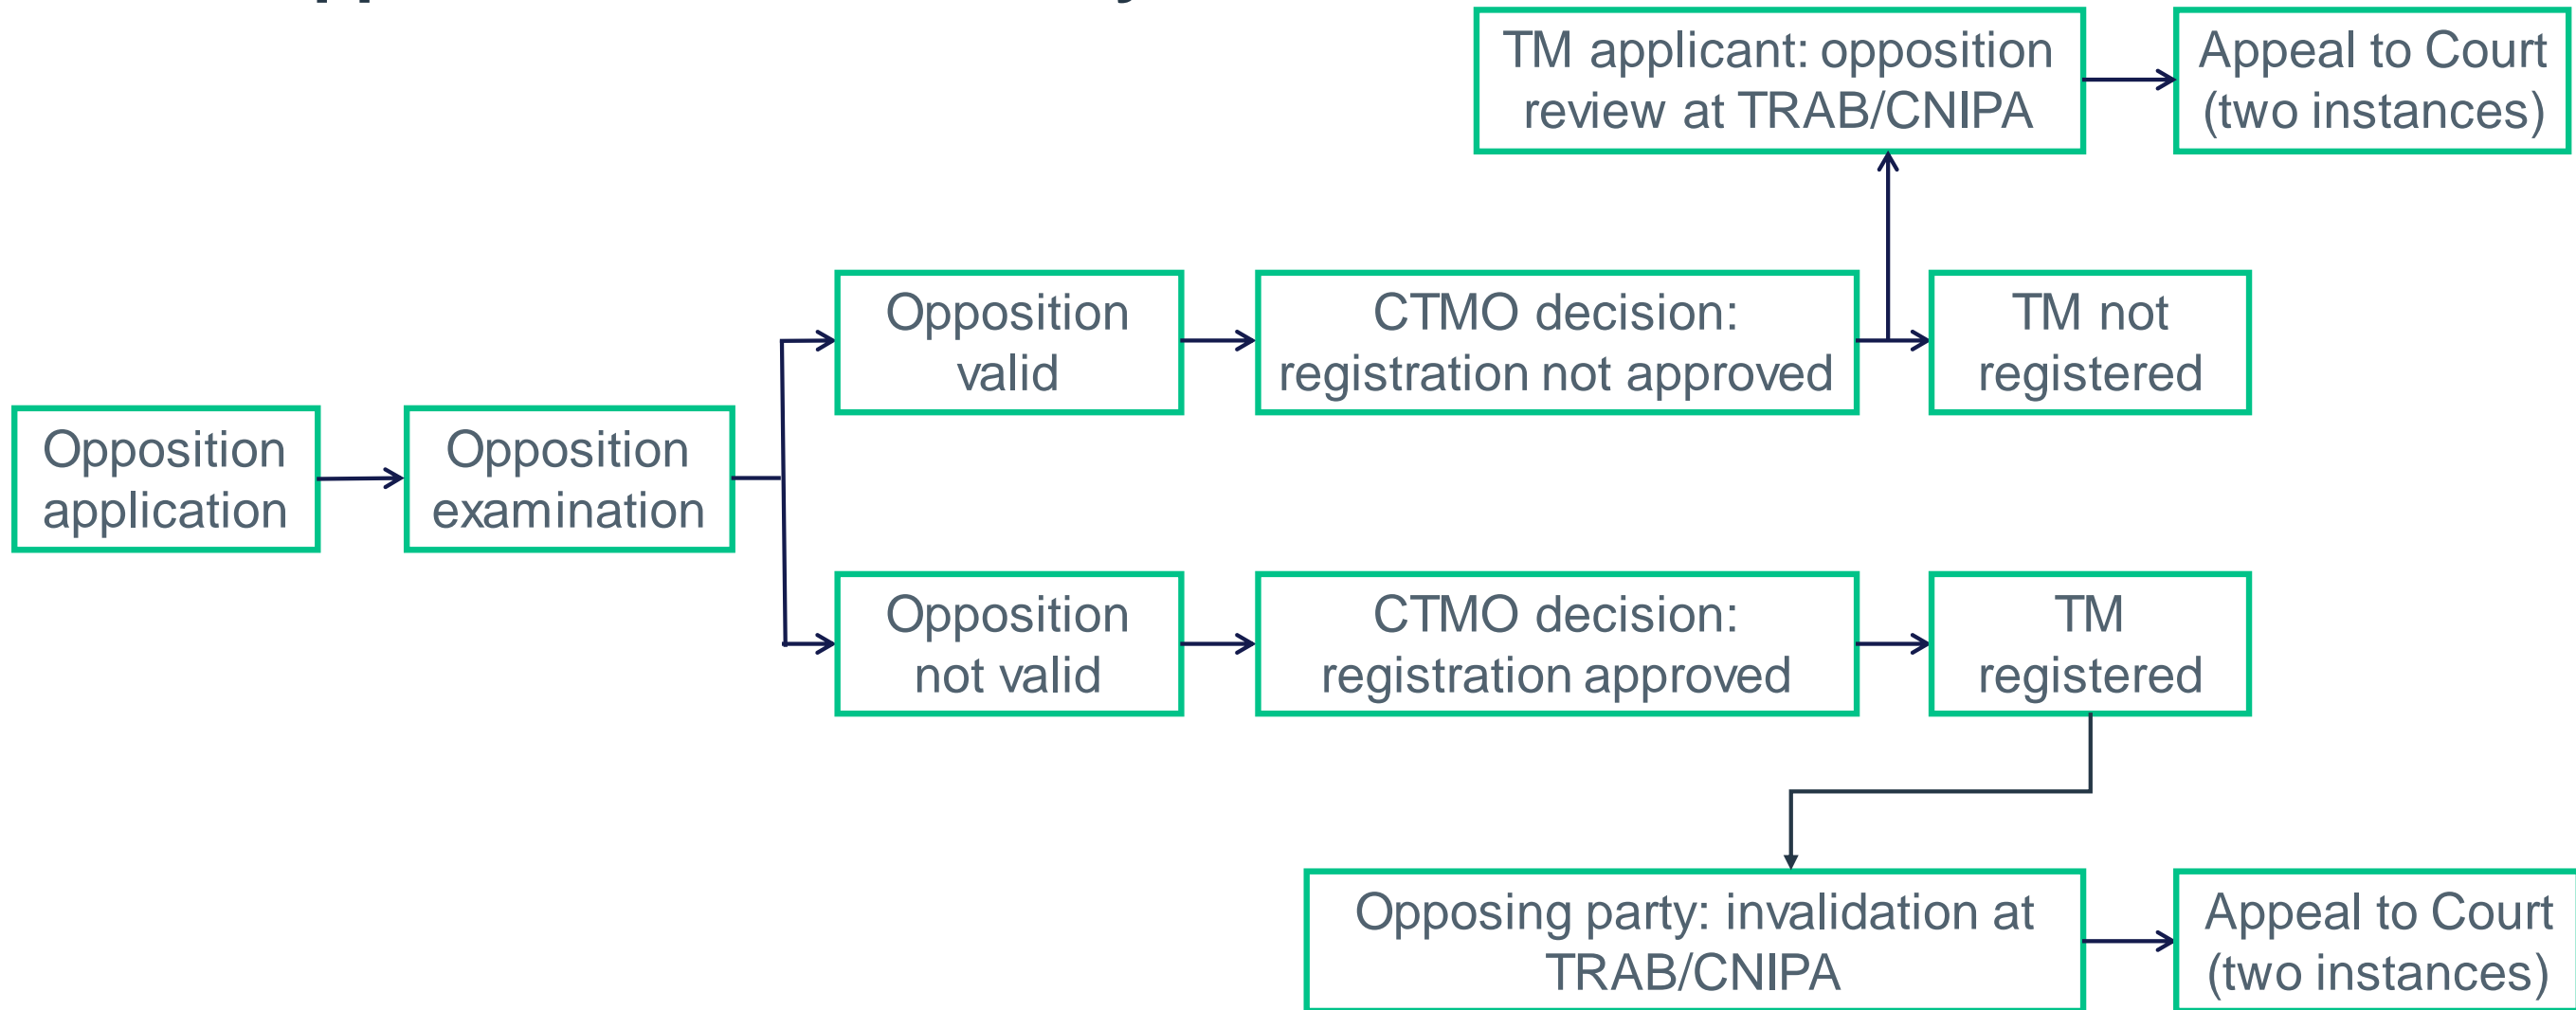 TM applicant: opposition
review at TRAB/CNIPA
Appeal to Court
(two instances)
Opposition
valid
CTMO decision:
registration not approved
TM not
registered
Opposition
application
Opposition
examination
Opposition
not valid
CTMO decision:
registration approved
TM
registered
Opposing party: invalidation at
TRAB/CNIPA
Appeal to Court
(two instances)